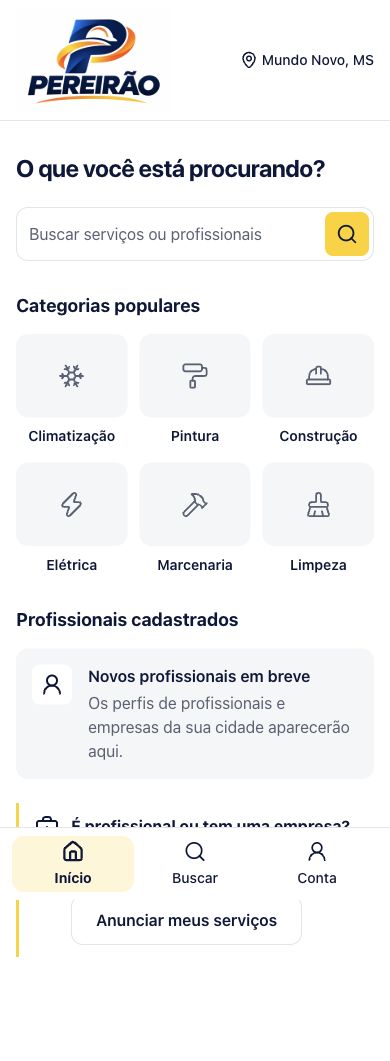 PEREIRÃO
Mundo Novo, MS
O que você está procurando?
Buscar serviços ou profissionais
Categorias populares
Climatização
Pintura
Construção
Elétrica
Marcenaria
Limpeza
Profissionais cadastrados
Novos profissionais em breve
Os perfis de profissionais e
empresas da sua cidade aparecerão
aqui.
É profissional ou tem uma empresa?
Início
Buscar
Conta
Anunciar meus serviços